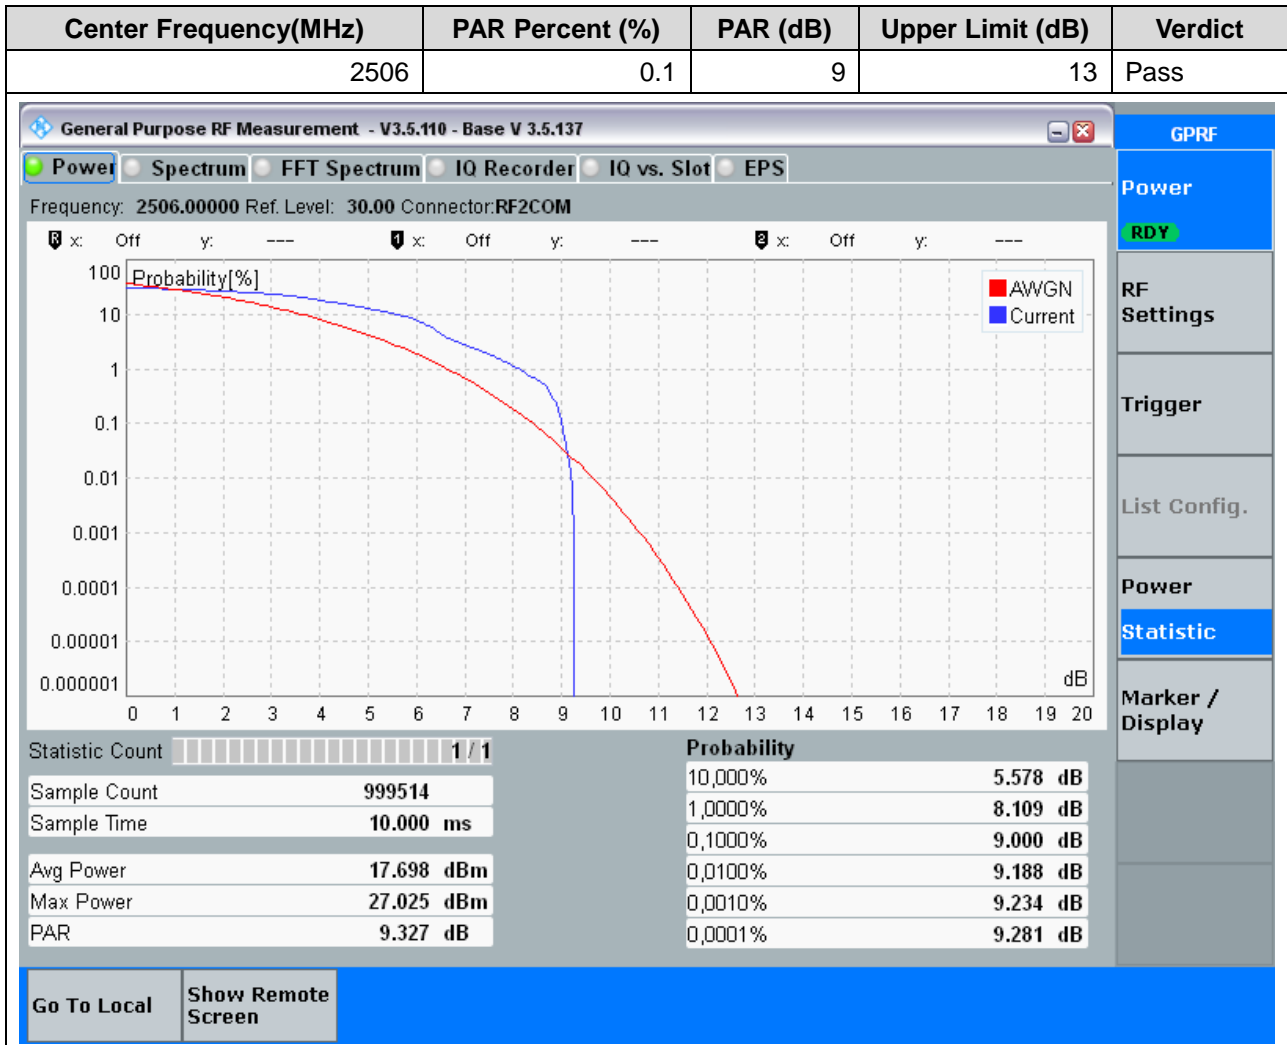 Center Frequency(MHz) PAR Percent (%) PAR (dB) Upper Limit (dB) Verdict
2506 0.1 9 13 Pass
General Purpose RF Measurement - V3.5.110 - Base V 3.5.137
GPRF
Power Spectrum FFT Spectrum IQ Recorder IQ vs. Slot EPS
Power
RDY
Frequency: 2506.00000 Ref. Level: 30.00 Connector:RF2COM
R x: Off y: --- 1 x: Off y: --- 2 x: Off y: ---
Probability[%]
100
10
1
0.1
0.01
0.001
0.0001
0.00001
0.000001
AWGN
Current
dB
0 1 2 3 4 5 6 7 8 9 10 11 12 13 14 15 16 17 18 19 20
RF
Settings
Trigger
List Config.
Power
Statistic
Marker /
Display
Statistic Count 1 / 1
Sample Count 999514
Sample Time 10.000 ms
Avg Power 17.698 dBm
Max Power 27.025 dBm
PAR 9.327 dB
Probability
10,000% 5.578 dB
1,0000% 8.109 dB
0,1000% 9.000 dB
0,0100% 9.188 dB
0,0010% 9.234 dB
0,0001% 9.281 dB
Go To Local
Show Remote
Screen